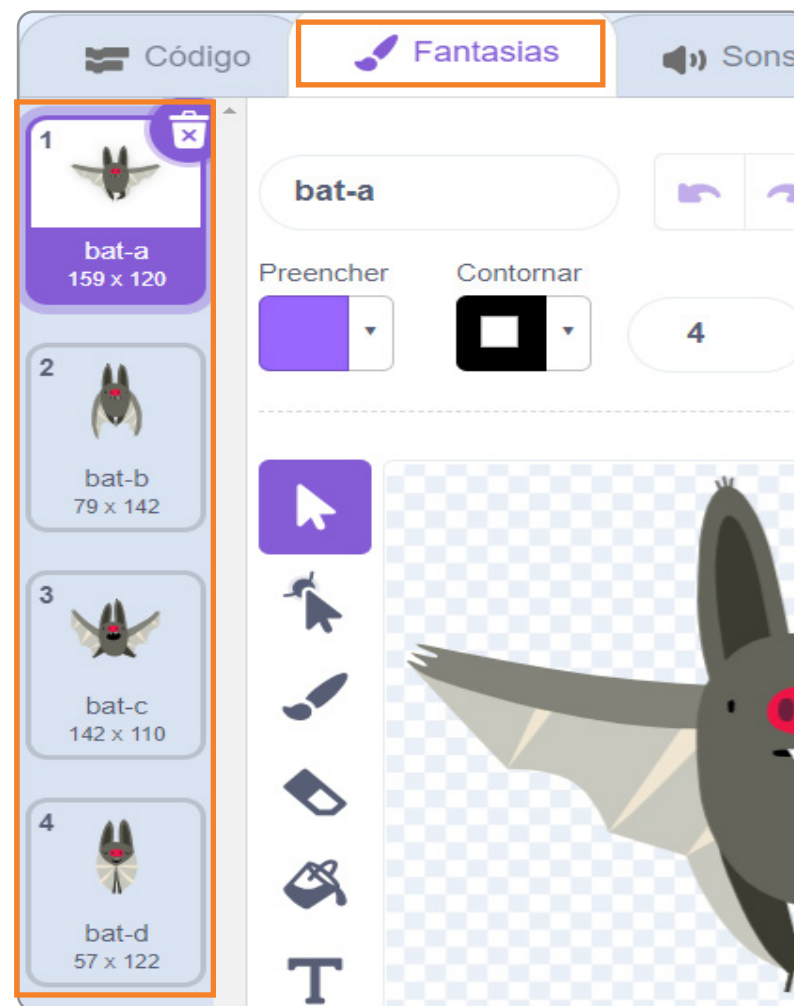 Código
Fantasias
Sons
1
bat-a
159 x 120
2
bat-b
79 x 142
3
bat-c
142 x 110
4
bat-d
57 x 122
bat-a
Preencher
Contornar
4
T